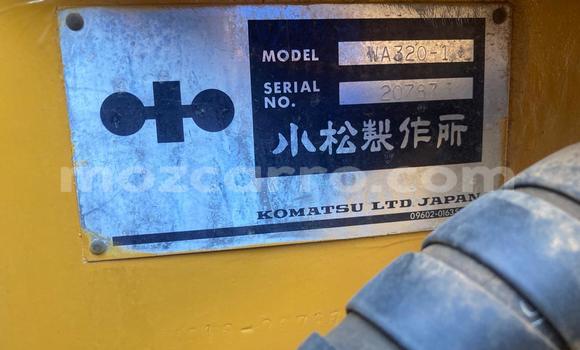 MODEL WA320-1
SERIAL NO. 20787
小松製作所
mozcarro.com
KOMATSU LTD JAPAN